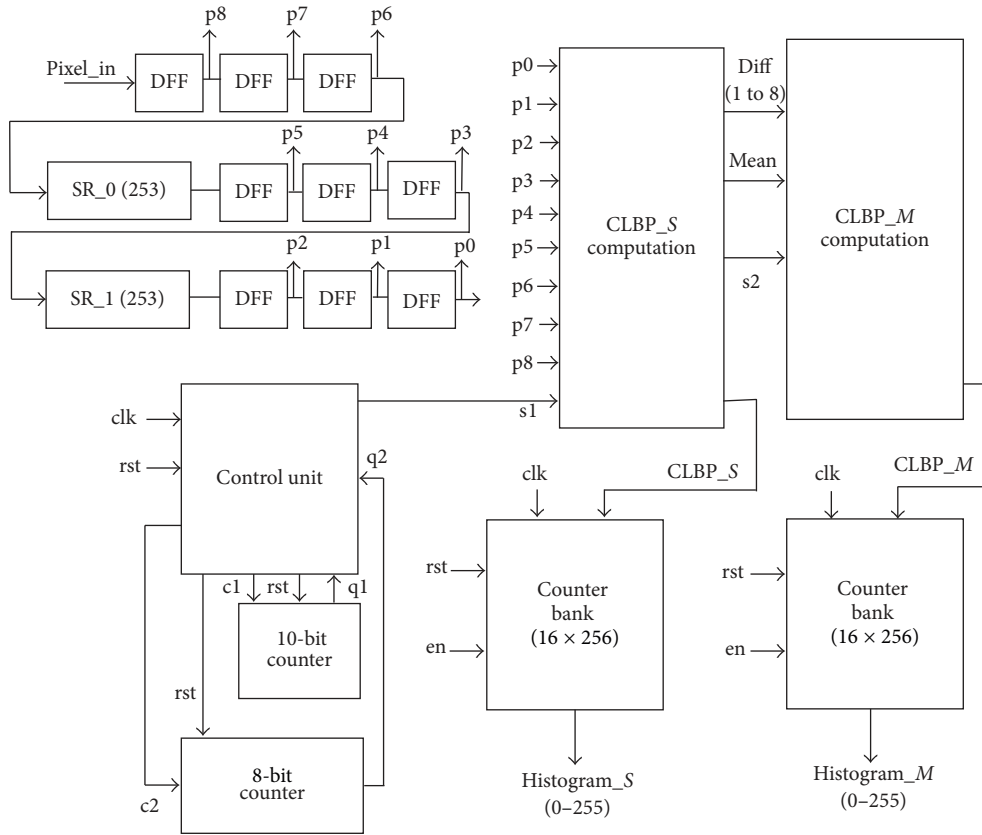 p8
p7
p6
Pixel_in
DFF
DFF
DFF
p5
p4
p3
SR_0 (253)
DFF
DFF
DFF
p2
p1
p0
SR_1 (253)
DFF
DFF
DFF
p0
p1
p2
p3
p4
p5
p6
p7
p8
s1
CLBP_S
computation
Diff
(1 to 8)
Mean
s2
CLBP_M
computation
clk
rst
Control unit
q2
c1
rst
q1
10-bit
counter
rst
8-bit
counter
c2
CLBP_S
clk
rst
en
Counter
bank
(16 × 256)
Histogram_S
(0–255)
CLBP_M
clk
rst
en
Counter
bank
(16 × 256)
Histogram_M
(0–255)